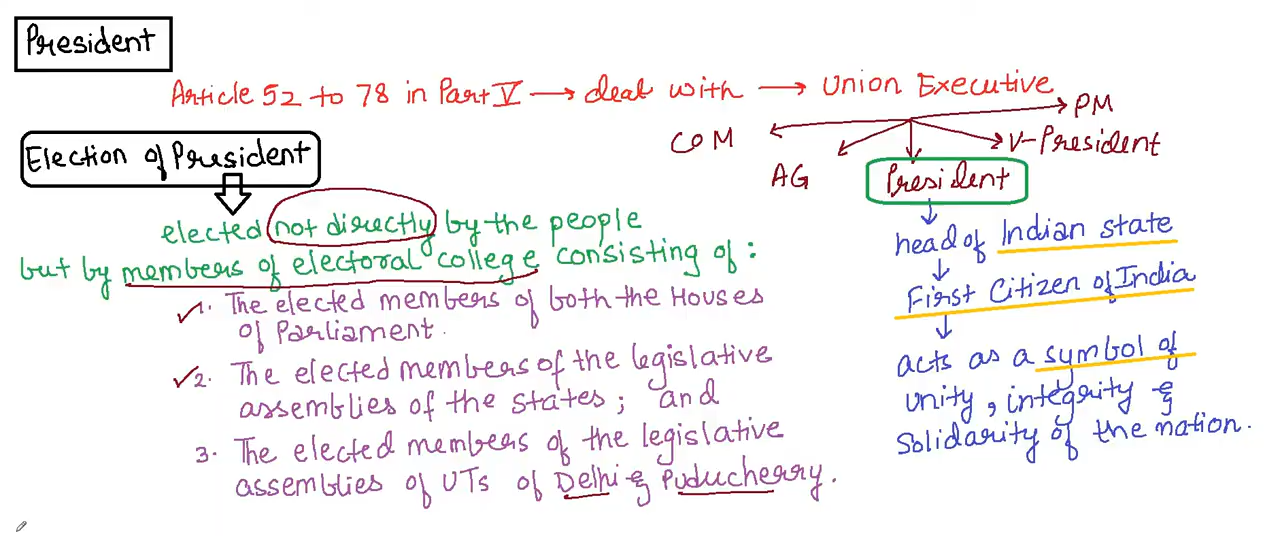 President
Article 52 to 78 in Part V → deal with → Union Executive
PM
COM
V-President
AG
President
Election of President
elected not directly by the people
but by members of electoral college consisting of :
1. The elected members of both the Houses
of Parliament.
2. The elected members of the legislative
assemblies of the states; and
3. The elected members of the legislative
assemblies of UTs of Delhi & Puducherry.
head of Indian state
First Citizen of India
acts as a symbol of
unity, integrity &
solidarity of the nation.